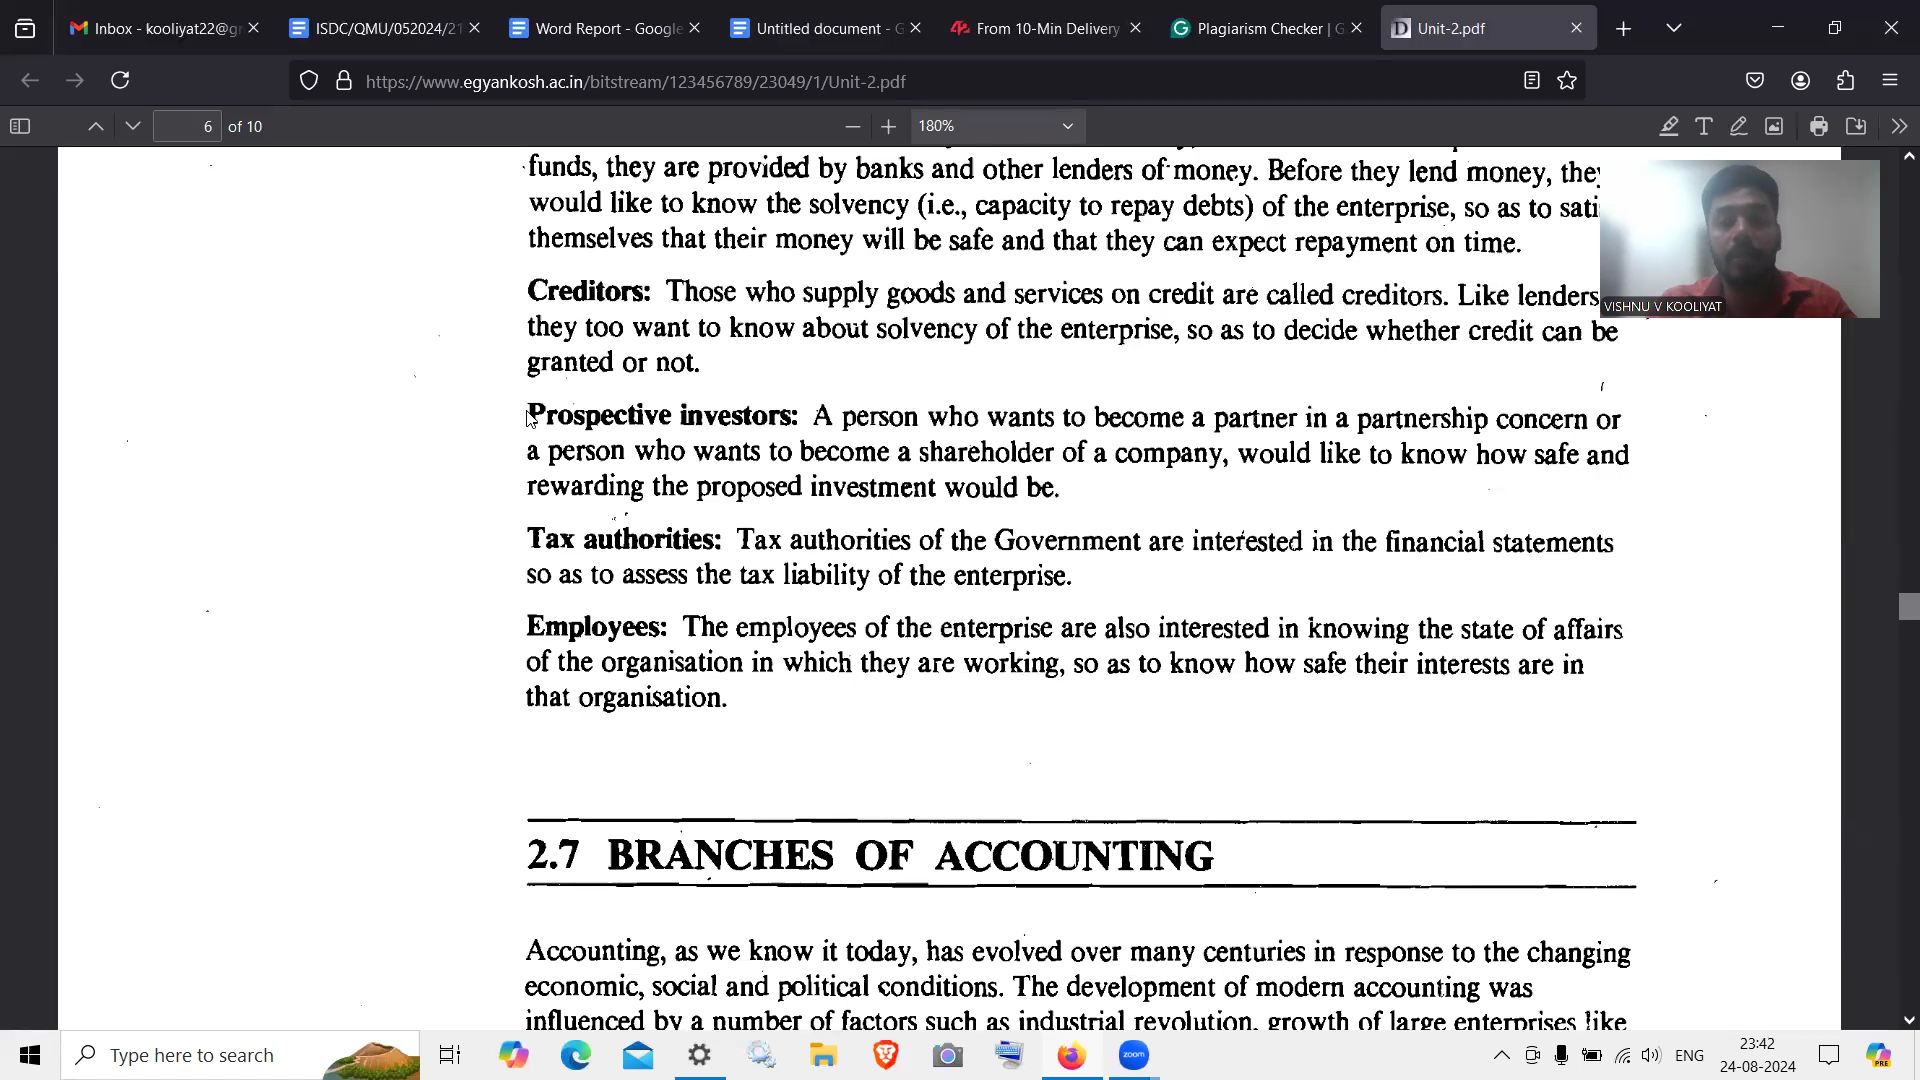 Inbox - kooliyat22@gr
ISDC/QMU/052024/21
Word Report - Google
Untitled document - G
From 10-Min Delivery
Plagiarism Checker | G
Unit-2.pdf
https://www.egyankosh.ac.in/bitstream/123456789/23049/1/Unit-2.pdf
6 of 10
180%
funds, they are provided by banks and other lenders of money. Before they lend money, they
would like to know the solvency (i.e., capacity to repay debts) of the enterprise, so as to sati
themselves that their money will be safe and that they can expect repayment on time.
VISHNU V KOOLIYAT
Creditors: Those who supply goods and services on credit are called creditors. Like lenders
they too want to know about solvency of the enterprise, so as to decide whether credit can be
granted or not.
Prospective investors: A person who wants to become a partner in a partnership concern or
a person who wants to become a shareholder of a company, would like to know how safe and
rewarding the proposed investment would be.
Tax authorities: Tax authorities of the Government are interested in the financial statements
so as to assess the tax liability of the enterprise.
Employees: The employees of the enterprise are also interested in knowing the state of affairs
of the organisation in which they are working, so as to know how safe their interests are in
that organisation.
2.7 BRANCHES OF ACCOUNTING
Accounting, as we know it today, has evolved over many centuries in response to the changing
economic, social and political conditions. The development of modern accounting was
influenced by a number of factors such as industrial revolution, growth of large enterprises like
Type here to search
zoom
ENG
23:42
24-08-2024
PRE